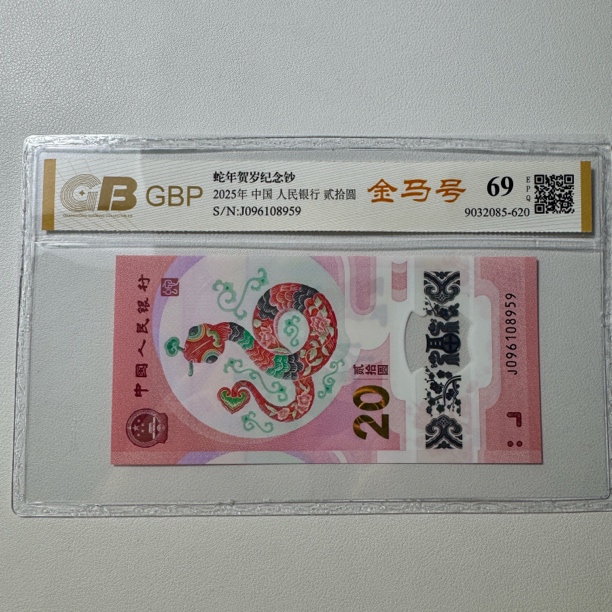 GB GBP
蛇年贺岁纪念钞
2025年 中国 人民银行 贰拾圆
S/N:J096108959
金马号
69
EPQ
9032085-620
中国人民银行
贰拾圆
20
J096108959